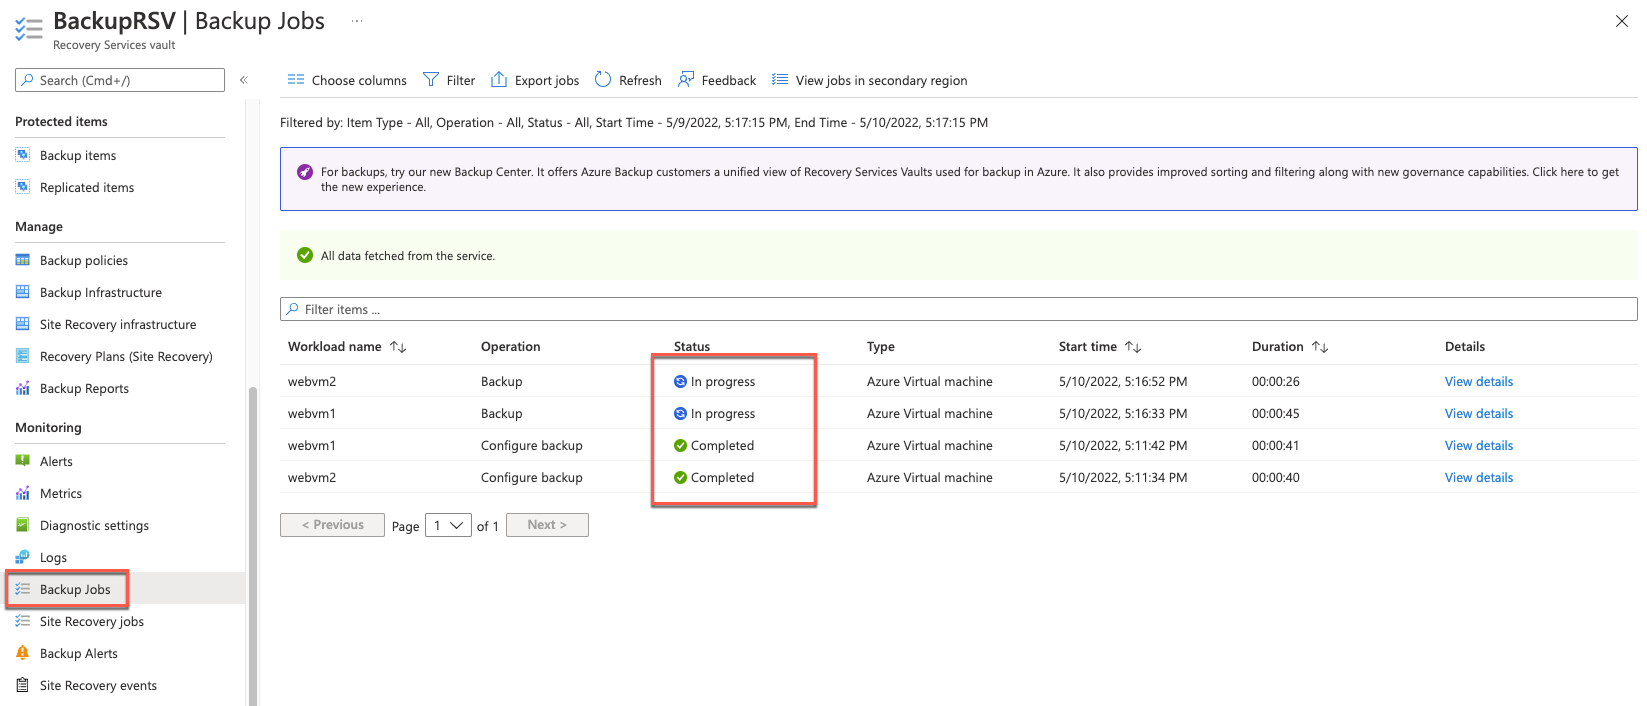 BackupRSV | Backup Jobs ...
Recovery Services vault
Search (Cmd+/)
«
Protected items
Backup items
Replicated items
Manage
Backup policies
Backup Infrastructure
Site Recovery infrastructure
Recovery Plans (Site Recovery)
Backup Reports
Monitoring
Alerts
Metrics
Diagnostic settings
Logs
Backup Jobs
Site Recovery jobs
Backup Alerts
Site Recovery events
Choose columns Filter Export jobs Refresh Feedback View jobs in secondary region
Filtered by: Item Type - All, Operation - All, Status - All, Start Time - 5/9/2022, 5:17:15 PM, End Time - 5/10/2022, 5:17:15 PM
For backups, try our new Backup Center. It offers Azure Backup customers a unified view of Recovery Services Vaults used for backup in Azure. It also provides improved sorting and filtering along with new governance capabilities. Click here to get
the new experience.
All data fetched from the service.
Filter items ...
Workload name ↑↓ Operation Status Type Start time ↑↓ Duration ↑↓ Details
webvm2 Backup In progress Azure Virtual machine 5/10/2022, 5:16:52 PM 00:00:26 View details
webvm1 Backup In progress Azure Virtual machine 5/10/2022, 5:16:33 PM 00:00:45 View details
webvm1 Configure backup Completed Azure Virtual machine 5/10/2022, 5:11:42 PM 00:00:41 View details
webvm2 Configure backup Completed Azure Virtual machine 5/10/2022, 5:11:34 PM 00:00:40 View details
< Previous Page 1 of 1 Next >